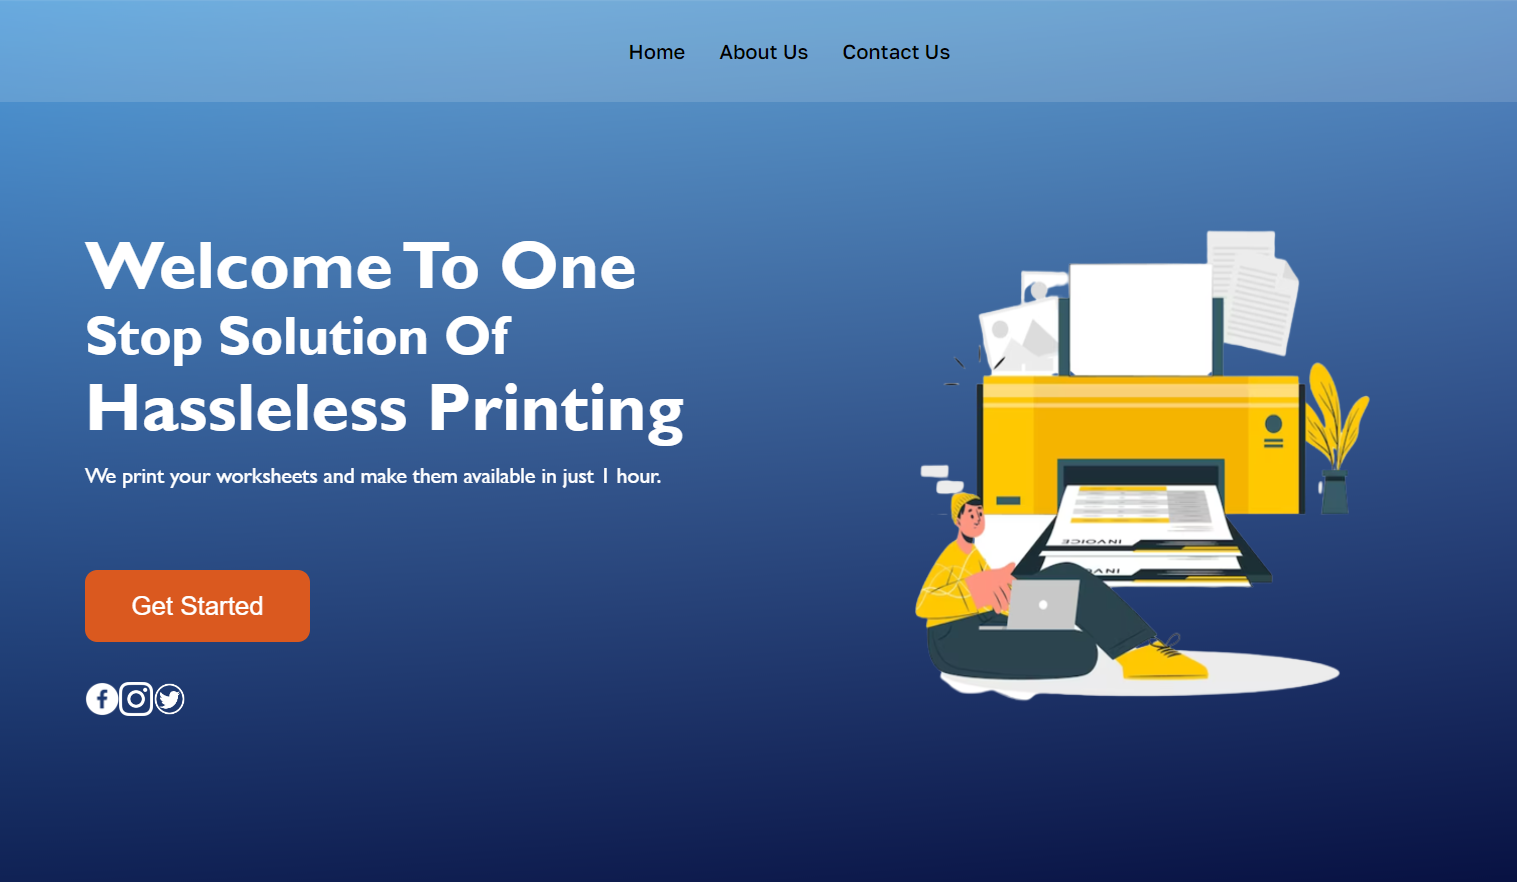 Home About Us Contact Us
Welcome To One
Stop Solution Of
Hassleless Printing
We print your worksheets and make them available in just 1 hour.
INVOICE
Get Started